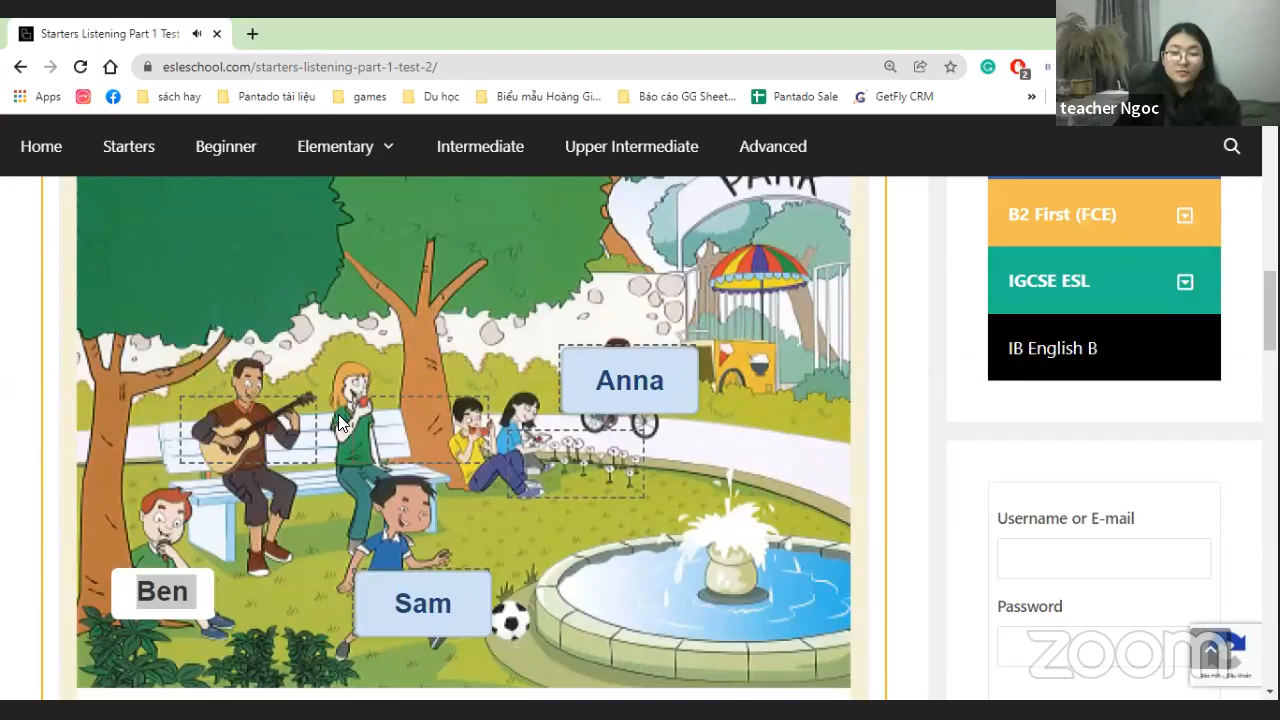 Starters Listening Part 1 Test
esleschool.com/starters-listening-part-1-test-2/
2
Apps
sách hay
Pantado tài liệu
games
Du học
Biểu mẫu Hoàng Gi...
Báo cáo GG Sheet...
Pantado Sale
GetFly CRM
»
teacher Ngoc
Home
Starters
Beginner
Elementary
Intermediate
Upper Intermediate
Advanced
PARK
B2 First (FCE)
IGCSE ESL
IB English B
Anna
Ben
Sam
Username or E-mail
Password
zoom